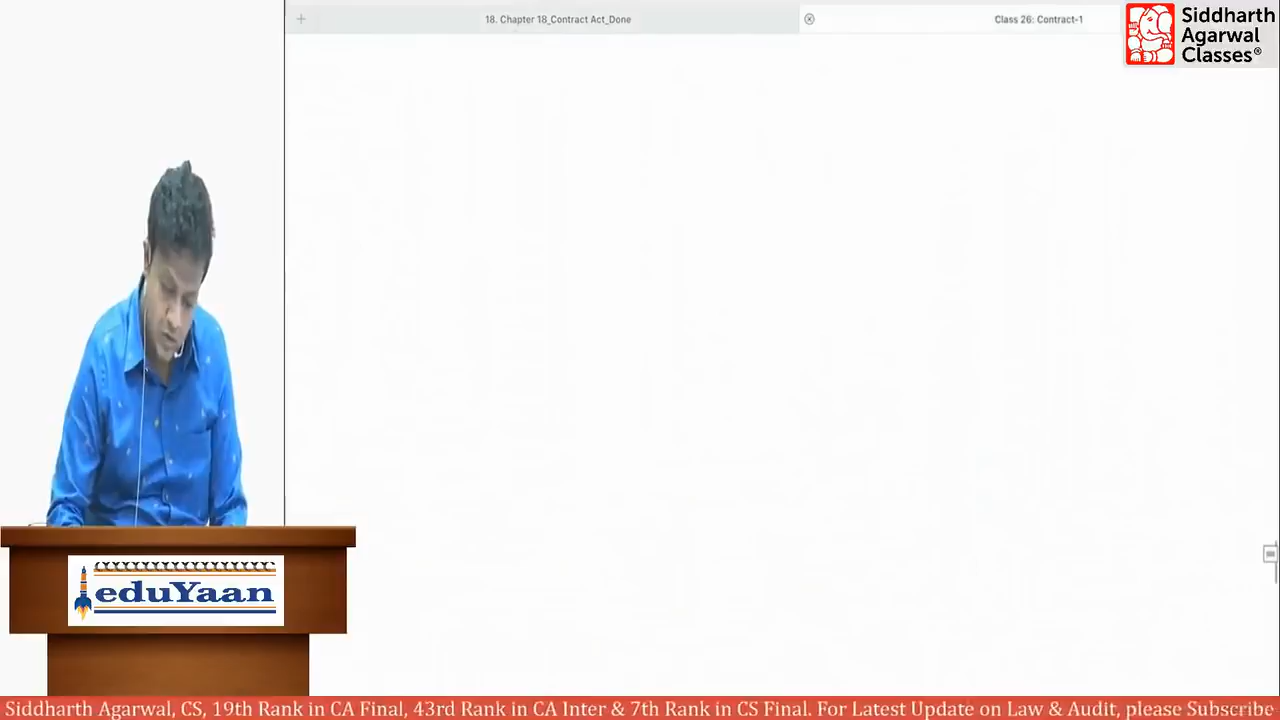 18. Chapter 18_Contract Act_Done
Class 26: Contract-1
Siddharth
Agarwal
Classes®
eduYaan
Siddharth Agarwal, CS, 19th Rank in CA Final, 43rd Rank in CA Inter & 7th Rank in CS Final. For Latest Update on Law & Audit, please Subscribe